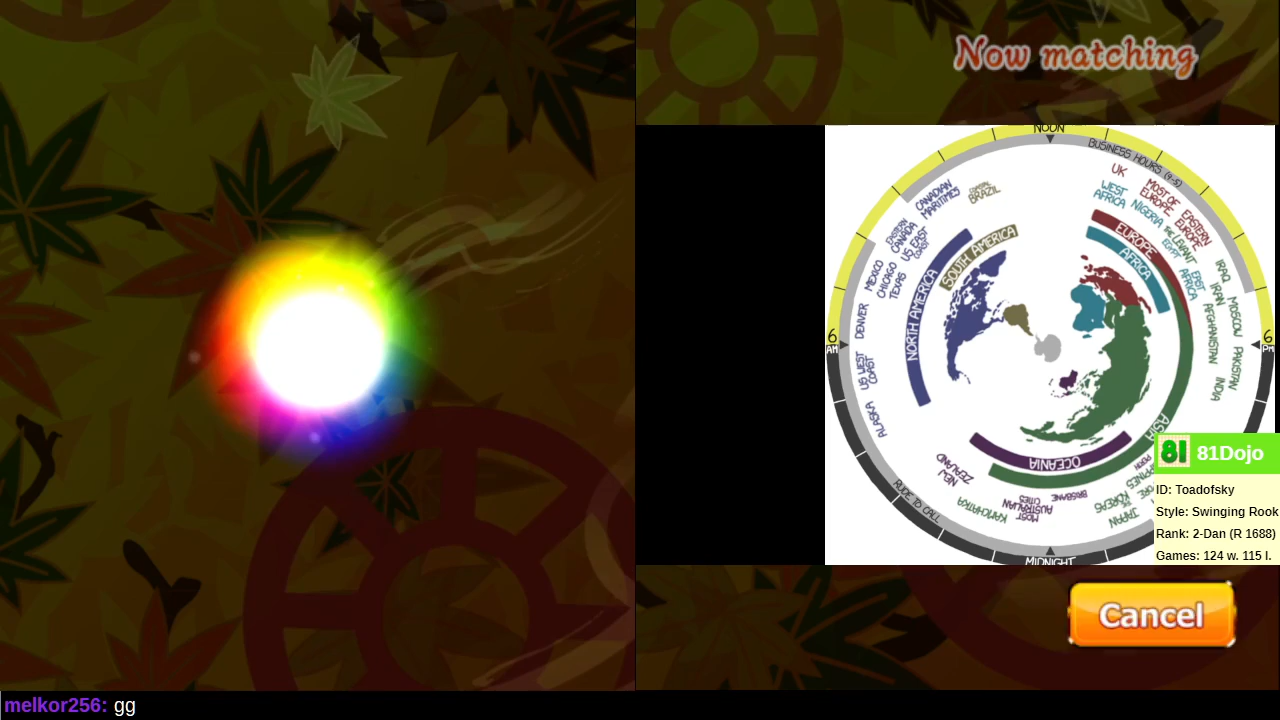 Now matching
NOON
BUSINESS HOURS (9-5)
UK
MOST OF EUROPE
EASTERN EUROPE
WEST AFRICA
NIGERIA
THE LEVANT
EGYPT
EAST AFRICA
CANADIAN MARITIMES
BRAZIL
EASTERN CANADA
US EAST COAST
MEXICO
CHICAGO
TEXAS
SOUTH AMERICA
NORTH AMERICA
EUROPE
AFRICA
IRAQ
IRAN
MOSCOW
AFGHANISTAN
PAKISTAN
INDIA
DENVER
6
AM
6
PM
US WEST COAST
ALASKA
ASIA
OCEANIA
NEW ZEALAND
KAMCHATKA
MOST AUSTRALIAN CITIES
BRISBANE
KOREAS
JAPAN
RUDE TO CALL
MIDNIGHT
81 81Dojo
ID: Toadofsky
Style: Swinging Rook
Rank: 2-Dan (R 1688)
Games: 124 w. 115 l.
Cancel
melkor256: gg